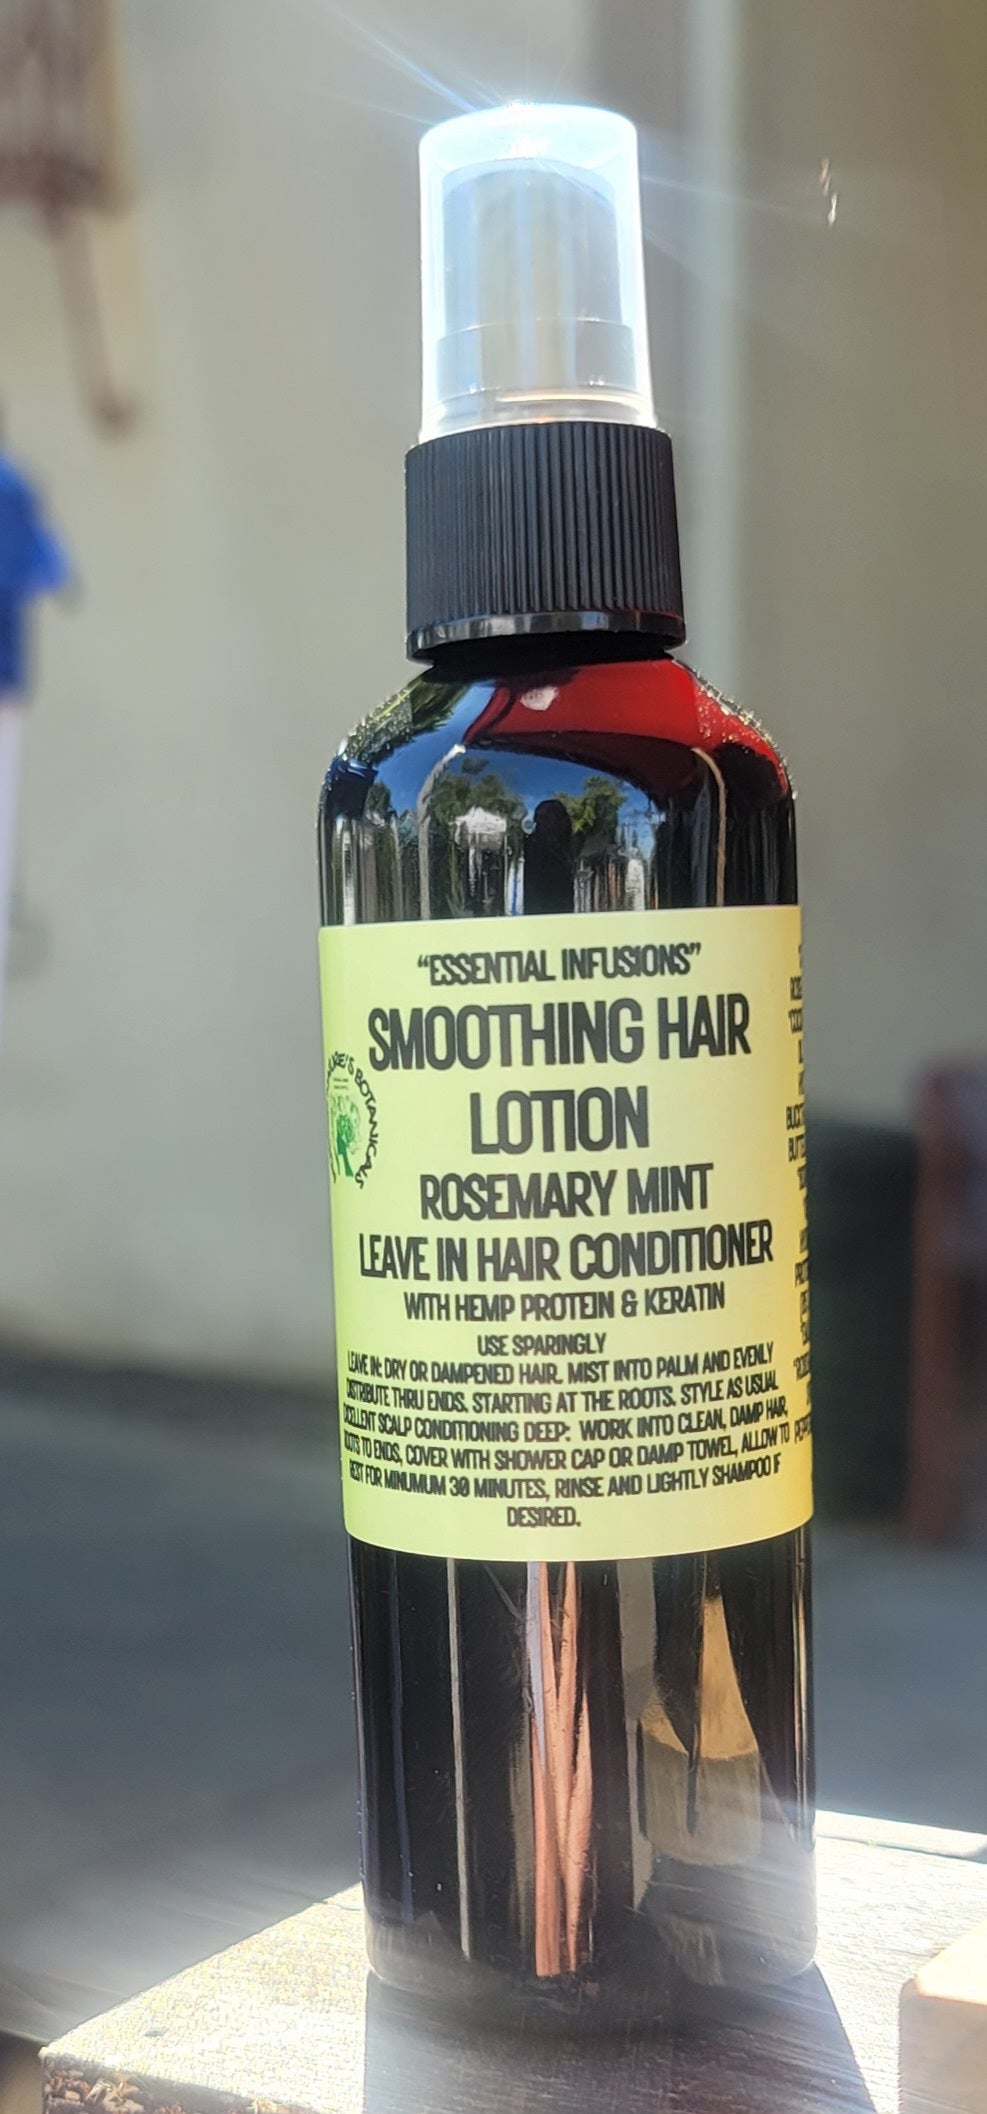 “ESSENTIAL INFUSIONS”
SMOOTHING HAIR
LOTION
ROSEMARY MINT
LEAVE IN HAIR CONDITIONER
WITH HEMP PROTEIN & KERATIN
USE SPARINGLY
LEAVE IN: DRY OR DAMPENED HAIR. MIST INTO PALM AND EVENLY
DISTRIBUTE THRU ENDS. STARTING AT THE ROOTS. STYLE AS USUAL
EXCELLENT SCALP CONDITIONING DEEP: WORK INTO CLEAN, DAMP HAIR,
ROOTS TO ENDS, COVER WITH SHOWER CAP OR DAMP TOWEL, ALLOW TO
REST FOR MINUMUM 30 MINUTES, RINSE AND LIGHTLY SHAMPOO IF
DESIRED.
BOTANICALS